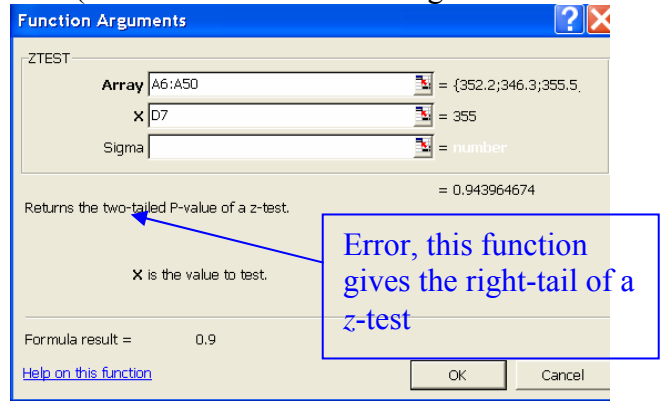 Function Arguments
ZTEST
Array A6:A50 = {352.2;346.3;355.5
X D7 = 355
Sigma = number
= 0.943964674
Returns the two-tailed P-value of a z-test.
Error, this function
gives the right-tail of a
z-test
X is the value to test.
Formula result = 0.9
Help on this function
OK Cancel